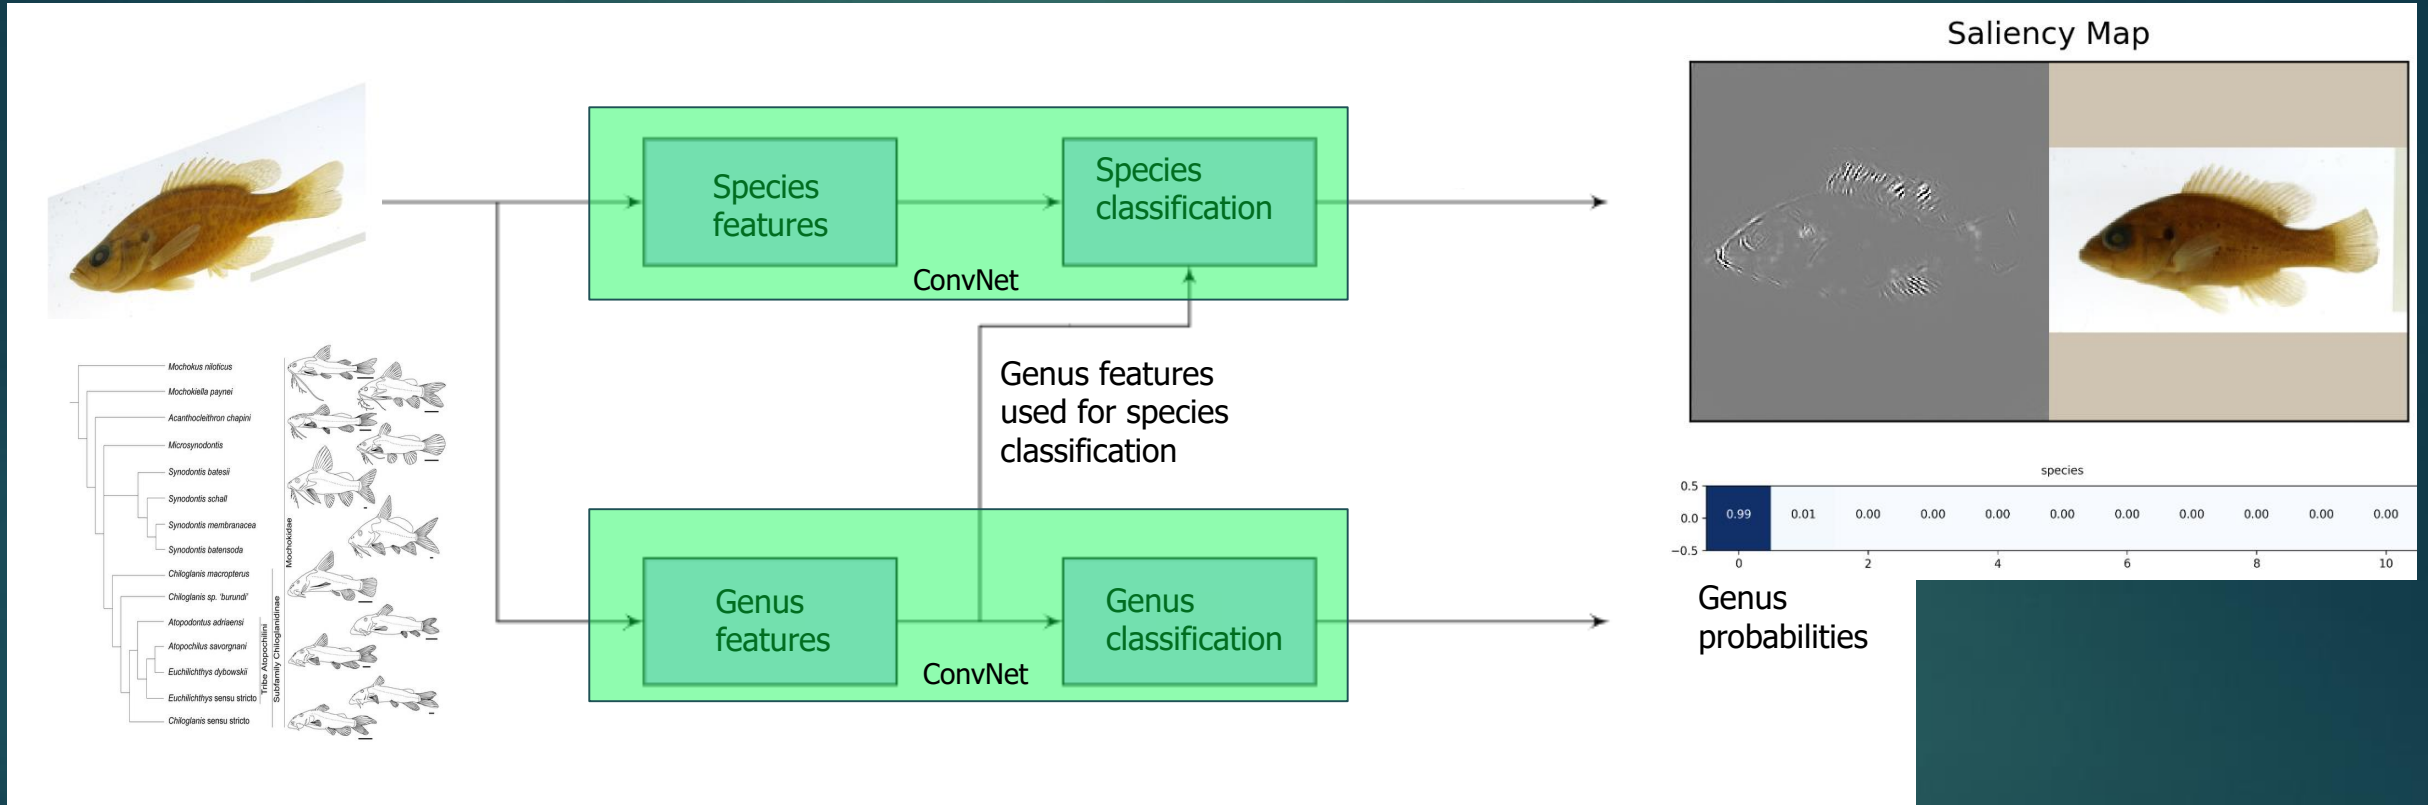 Saliency Map
Species
features
Species
classification
ConvNet
Genus features
used for species
classification
Genus
features
Genus
classification
ConvNet
Mochokus niloticus
Mochokiella paynei
Acanthocleithron chapini
Microsynodontis
Synodontis batesii
Synodontis schall
Synodontis membranacea
Synodontis batensoda
Chiloglanis macropterus
Chiloglanis sp. 'burundi'
Atopodontus adriaensi
Atopochilus savorgnani
Euchilichthys dybowskii
Euchilichthys sensu stricto
Chiloglanis sensu stricto
Tribe Atopochilini
Subfamily Chiloglanidinae
Mochokidae
species
0.5
0.0
−0.5
0.99 0.01 0.00 0.00 0.00 0.00 0.00 0.00 0.00 0.00 0.00
0 2 4 6 8 10
Genus
probabilities